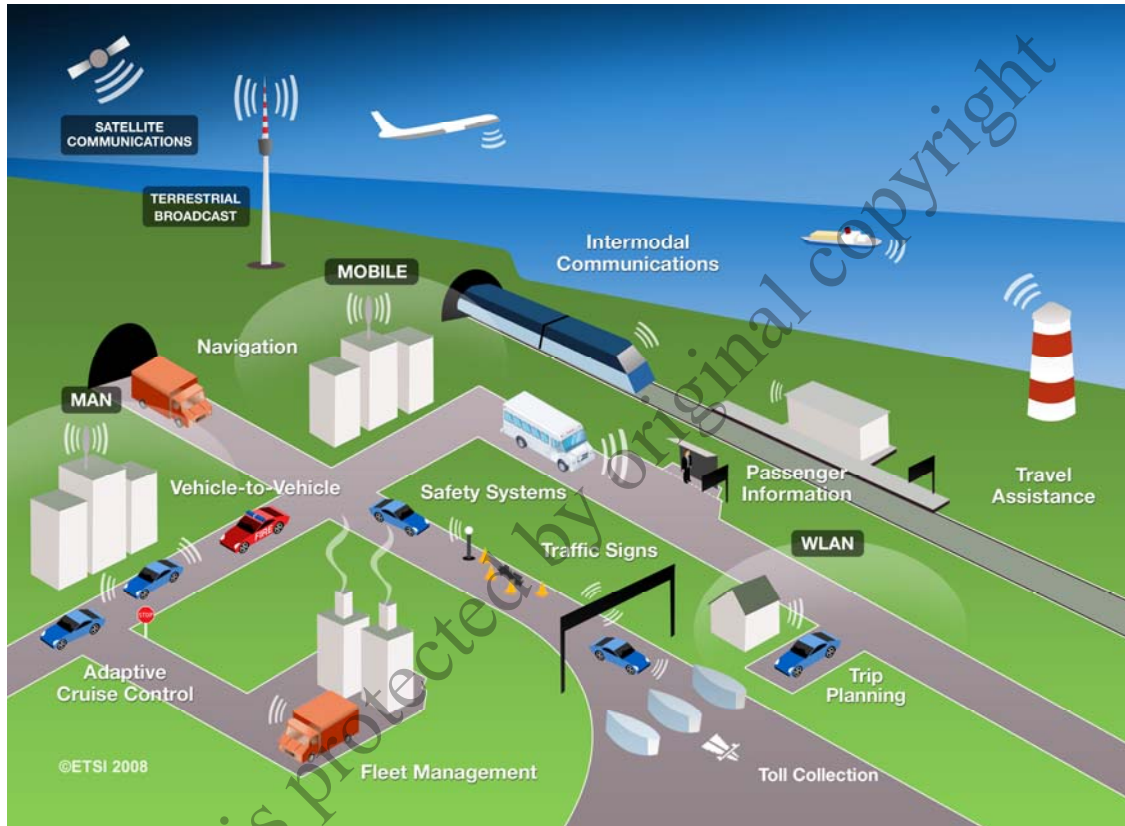 SATELLITE
COMMUNICATIONS
TERRESTRIAL
BROADCAST
Intermodal
Communications
MOBILE
Navigation
MAN
Vehicle-to-Vehicle
Safety Systems
Passenger
Information
Travel
Assistance
FIRE
Traffic Signs
WLAN
STOP
Adaptive
Cruise Control
Trip
Planning
©ETSI 2008
Fleet Management
Toll Collection
is protected by original copyright